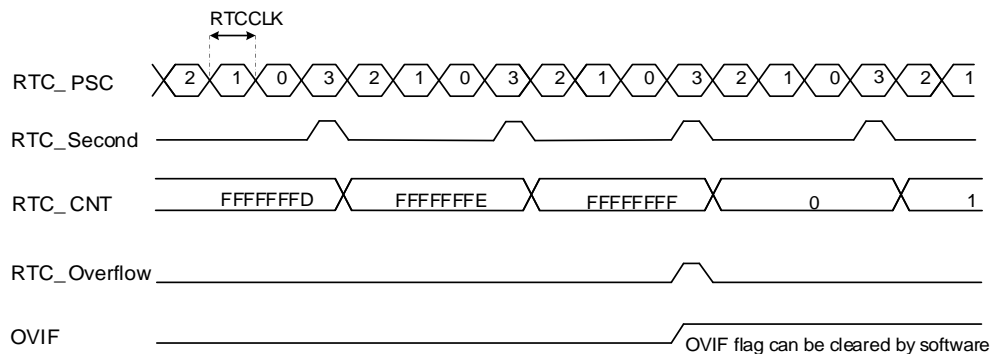 RTCCLK
RTC_PSC 2 1 0 3 2 1 0 3 2 1 0 3 2 1 0 3 2 1
RTC_Second
RTC_CNT FFFFFFFD FFFFFFFE FFFFFFFF 0 1
RTC_Overflow
OVIF OVIF flag can be cleared by software